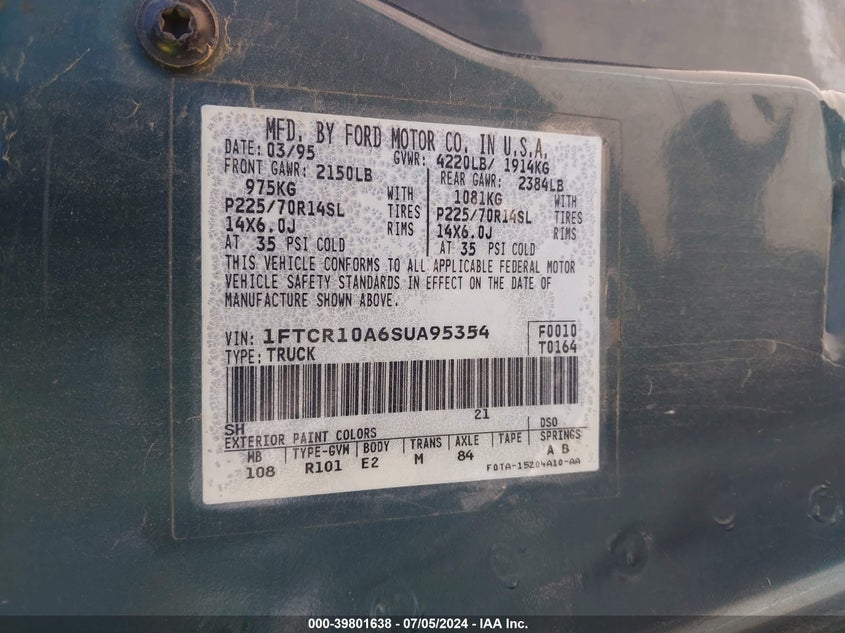 MFD. BY FORD MOTOR CO. IN U.S.A.
DATE: 03/95 GVWR: 4220LB/ 1914KG
FRONT GAWR: 2150LB REAR GAWR: 2384LB
975KG WITH 1081KG WITH
P225/70R14SL TIRES P225/70R14SL TIRES
14X6.0J RIMS 14X6.0J RIMS
AT 35 PSI COLD AT 35 PSI COLD
THIS VEHICLE CONFORMS TO ALL APPLICABLE FEDERAL MOTOR
VEHICLE SAFETY STANDARDS IN EFFECT ON THE DATE OF
MANUFACTURE SHOWN ABOVE.
VIN: 1FTCR10A6SUA95354 F0010
TYPE: TRUCK T0164
21
SH
EXTERIOR PAINT COLORS DSO
WB TYPE-GVW BODY TRANS AXLE TAPE SPRINGS
108 R101 E2 M 84 A B
F0TA-15204A10-AA
000-39801638 - 07/05/2024 - IAA Inc.